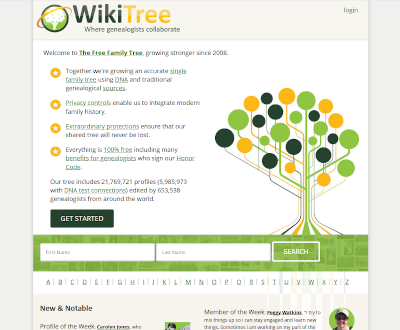 WikiTree
Where genealogists collaborate
login
Welcome to The Free Family Tree, growing stronger since 2008.
Together we're growing an accurate single
family tree using DNA and traditional
genealogical sources.
Privacy controls enable us to integrate modern
family history.
Extraordinary protections ensure that our
shared tree will never be lost.
Everything is 100% free including many
benefits for genealogists who sign our Honor
Code.
Our tree includes 21,769,721 profiles (5,985,973
with DNA test connections) edited by 653,538
genealogists from around the world.
GET STARTED
First Name
Last Name
SEARCH
A | B | C | D | E | F | G | H | I | J | K | L | M | N | O | P | Q | R | S | T | U | V | W | X | Y | Z
New & Notable
Profile of the Week: Carolyn Jones, who
Member of the Week: Peggy Watkins. "I try to
mix things up so I stay engaged and learn new
things. Sometimes I am working on my part of the